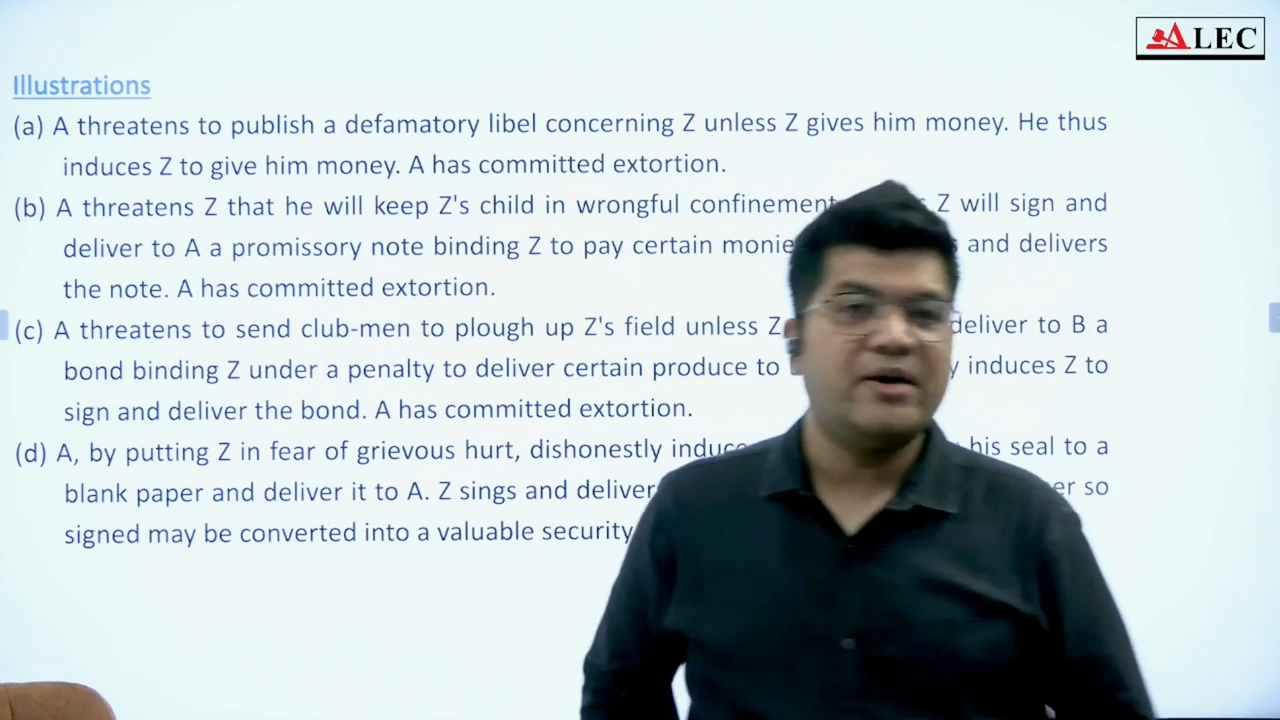 ALEC
Illustrations
(a) A threatens to publish a defamatory libel concerning Z unless Z gives him money. He thus
induces Z to give him money. A has committed extortion.
(b) A threatens Z that he will keep Z's child in wrongful confinement Z will sign and
deliver to A a promissory note binding Z to pay certain and delivers
the note. A has committed extortion.
(c) A threatens to send club-men to plough up Z's field unless Z deliver to B a
bond binding Z under a penalty to deliver certain produce to induces Z to
sign and deliver the bond. A has committed extortion.
(d) A, by putting Z in fear of grievous hurt, dishonestly his seal to a
blank paper and deliver it to A. Z sings and so
signed may be converted into a valuable security